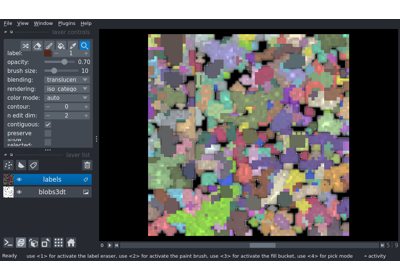 File View Window Plugins Help
layer controls
label: 1
opacity: 0.70
brush size: 10
blending: translucen
rendering: iso_catego
color mode: auto
contour: 0
n edit dim: 2
contiguous:
preserve
show
selected:
layer list
labels
blobs3dt
Ready use <1> for activate the label eraser, use <2> for activate the paint brush, use <3> for activate the fill bucket, use <4> for pick mode activity